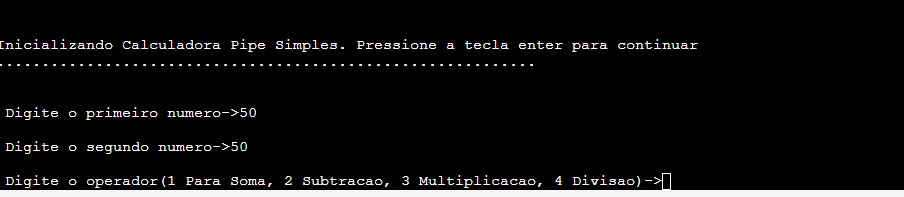 Inicializando Calculadora Pipe Simples. Pressione a tecla enter para continuar
.............................................................
Digite o primeiro numero->50
Digite o segundo numero->50
Digite o operador(1 Para Soma, 2 Subtracao, 3 Multiplicacao, 4 Divisao)->